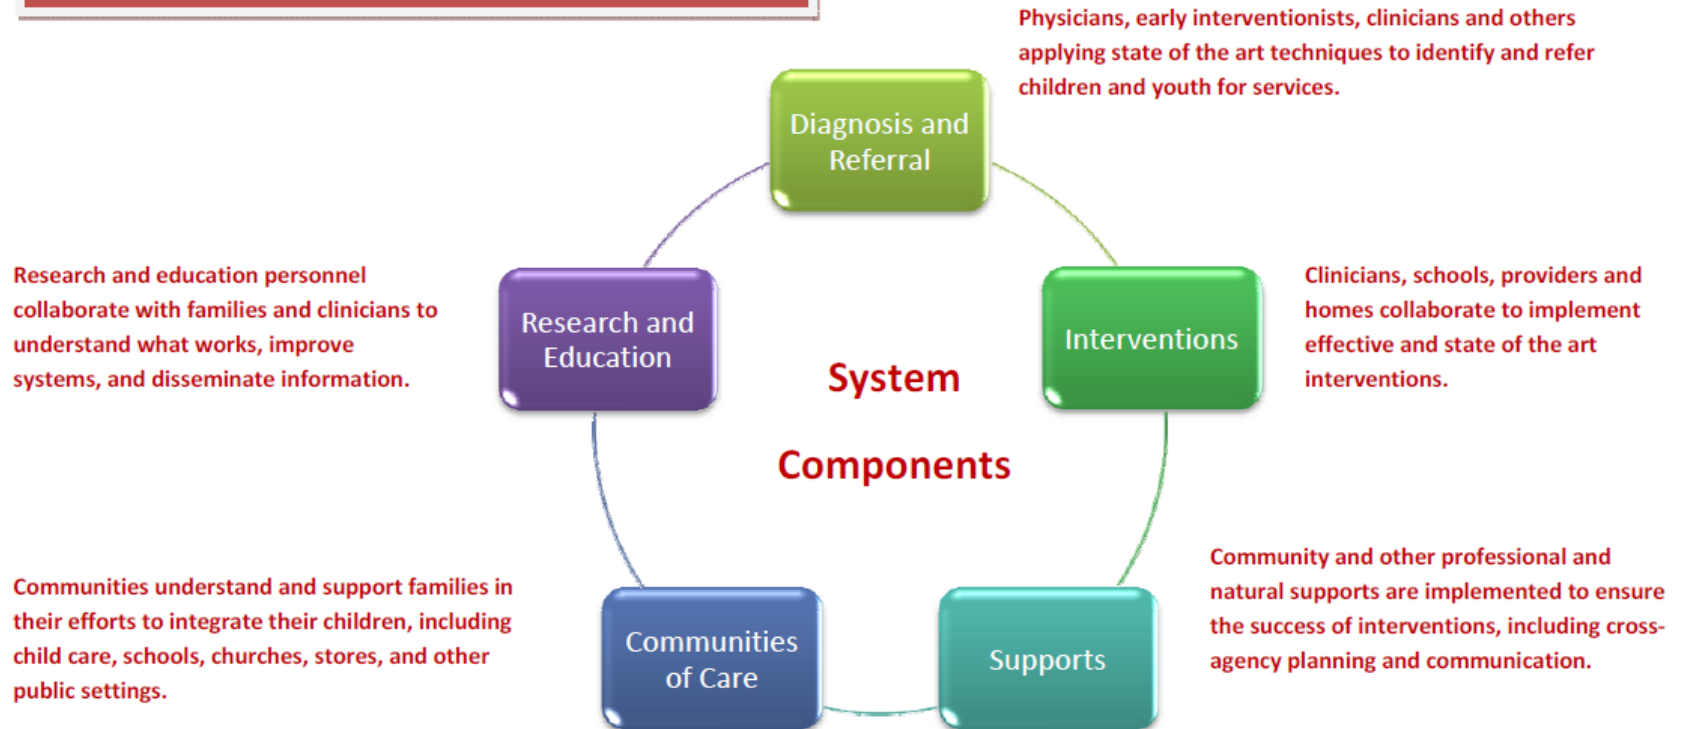 Physicians, early interventionists, clinicians and others
applying state of the art techniques to identify and refer
children and youth for services.
Diagnosis and
Referral
Research and education personnel
collaborate with families and clinicians to
understand what works, improve
systems, and disseminate information.
Research and
Education
Interventions
Clinicians, schools, providers and
homes collaborate to implement
effective and state of the art
interventions.
System
Components
Communities understand and support families in
their efforts to integrate their children, including
child care, schools, churches, stores, and other
public settings.
Communities
of Care
Supports
Community and other professional and
natural supports are implemented to ensure
the success of interventions, including cross-
agency planning and communication.